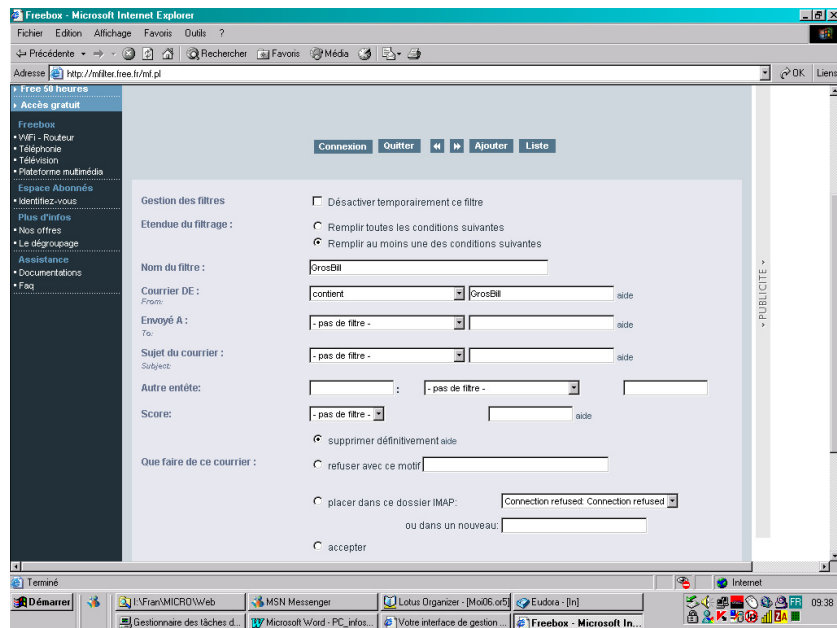 Freebox - Microsoft Internet Explorer
Fichier Edition Affichage Favoris Outils ?
Précédente Rechercher Favoris Média
Adresse http://mfilter.free.fr/mf.pl OK Liens
Free 50 heures
Accès gratuit
Freebox
WiFi - Routeur
Téléphonie
Télévision
Plateforme multimédia
Espace Abonnés
Identifiez-vous
Plus d'infos
Nos offres
Le dégroupage
Assistance
Documentations
Faq
Connexion Quitter Ajouter Liste
Gestion des filtres Désactiver temporairement ce filtre
Etendue du filtrage : Remplir toutes les conditions suivantes
Remplir au moins une des conditions suivantes
Nom du filtre : GrosBill
Courrier DE : contient GrosBill aide
From:
Envoyé A : - pas de filtre - aide
To:
Sujet du courrier : - pas de filtre - aide
Subject:
Autre entéte: : - pas de filtre -
Score: - pas de filtre - aide
supprimer définitivement aide
Que faire de ce courrier : refuser avec ce motif
placer dans ce dossier IMAP: Connection refused: Connection refused
ou dans un nouveau:
accepter
> PUBLICITE >
Terminé Internet
Démarrer I:\Fran\MICRO\Web MSN Messenger Lotus Organizer - [Moi06.or5] Eudora - [In] FR 09:38
Gestionnaire des tâches d... Microsoft Word - PC_infos... Votre interface de gestion ... Freebox - Microsoft In...